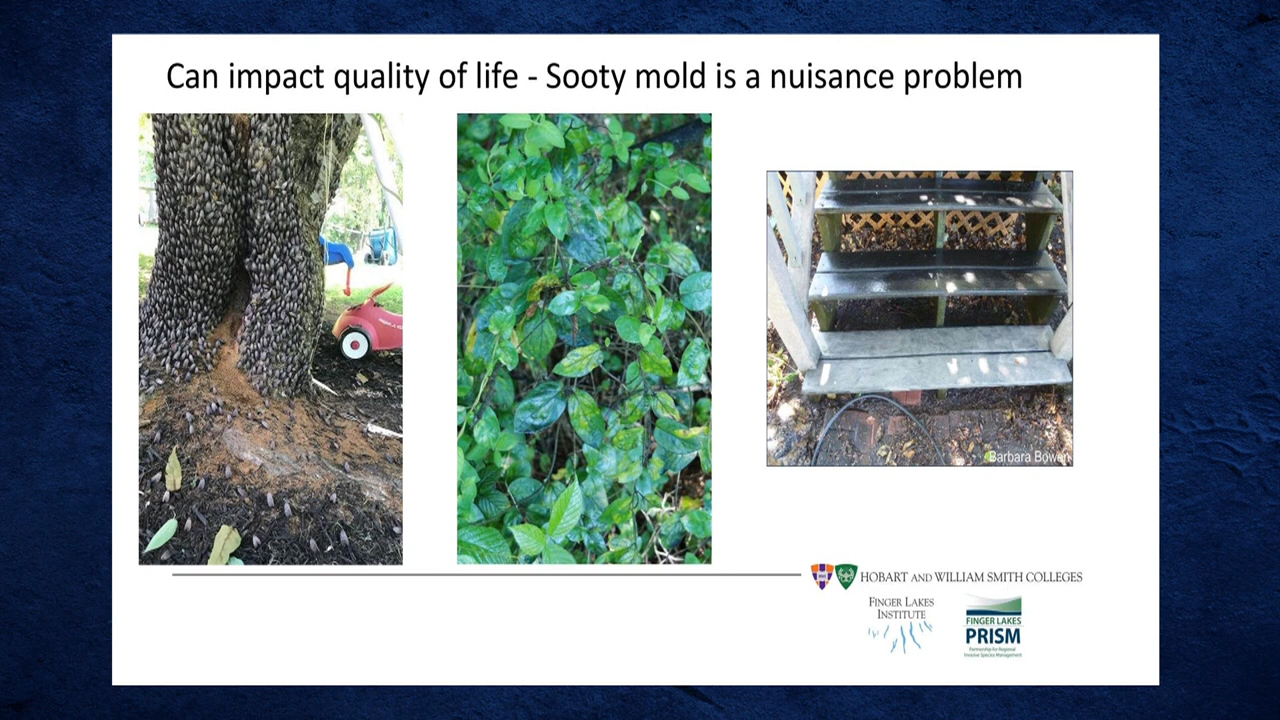 Can impact quality of life - Sooty mold is a nuisance problem
Barbara Bowen
HOBART AND WILLIAM SMITH COLLEGES
FINGER LAKES
INSTITUTE
FINGER LAKES
PRISM
Partnership for Regional
Invasive Species Management